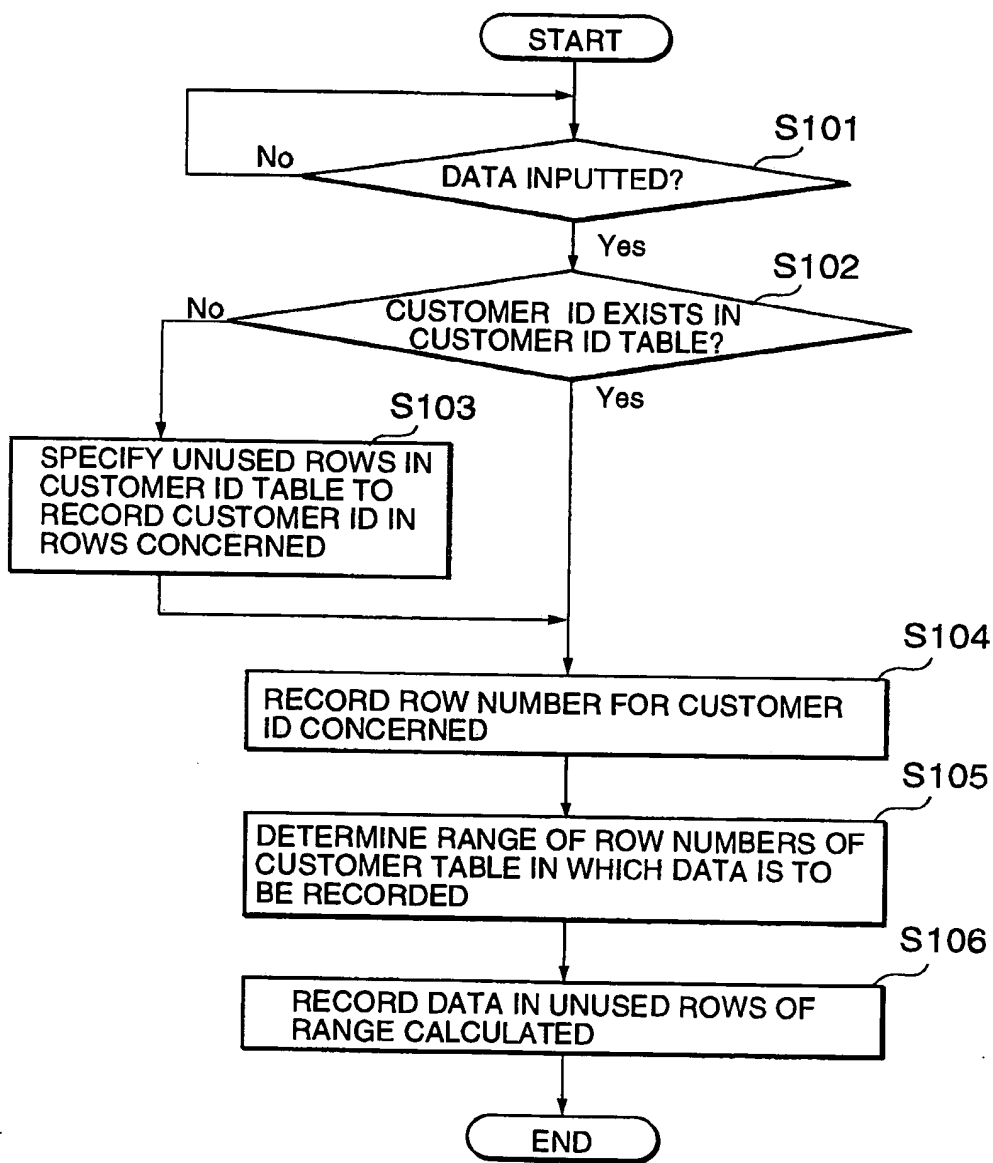 START
S101
No
DATA INPUTTED?
Yes
S102
No
CUSTOMER ID EXISTS IN
CUSTOMER ID TABLE?
Yes
S103
SPECIFY UNUSED ROWS IN
CUSTOMER ID TABLE TO
RECORD CUSTOMER ID IN
ROWS CONCERNED
S104
RECORD ROW NUMBER FOR CUSTOMER
ID CONCERNED
S105
DETERMINE RANGE OF ROW NUMBERS OF
CUSTOMER TABLE IN WHICH DATA IS TO
BE RECORDED
S106
RECORD DATA IN UNUSED ROWS OF
RANGE CALCULATED
END